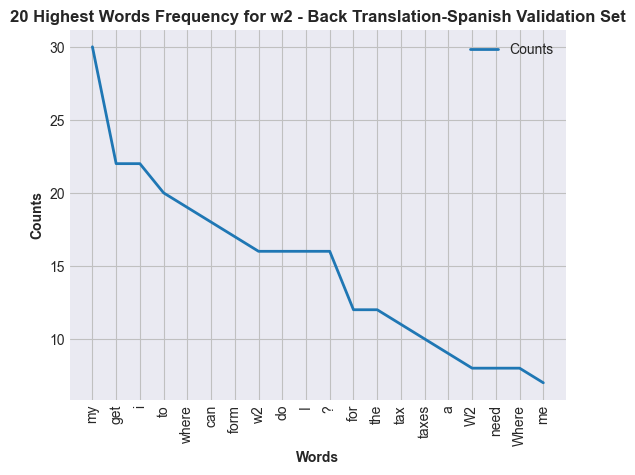 20 Highest Words Frequency for w2 - Back Translation-Spanish Validation Set
Counts
30
25
20
15
10
Counts
my
get
i
to
where
can
form
w2
do
I
?
for
the
tax
taxes
a
W2
need
Where
me
Words